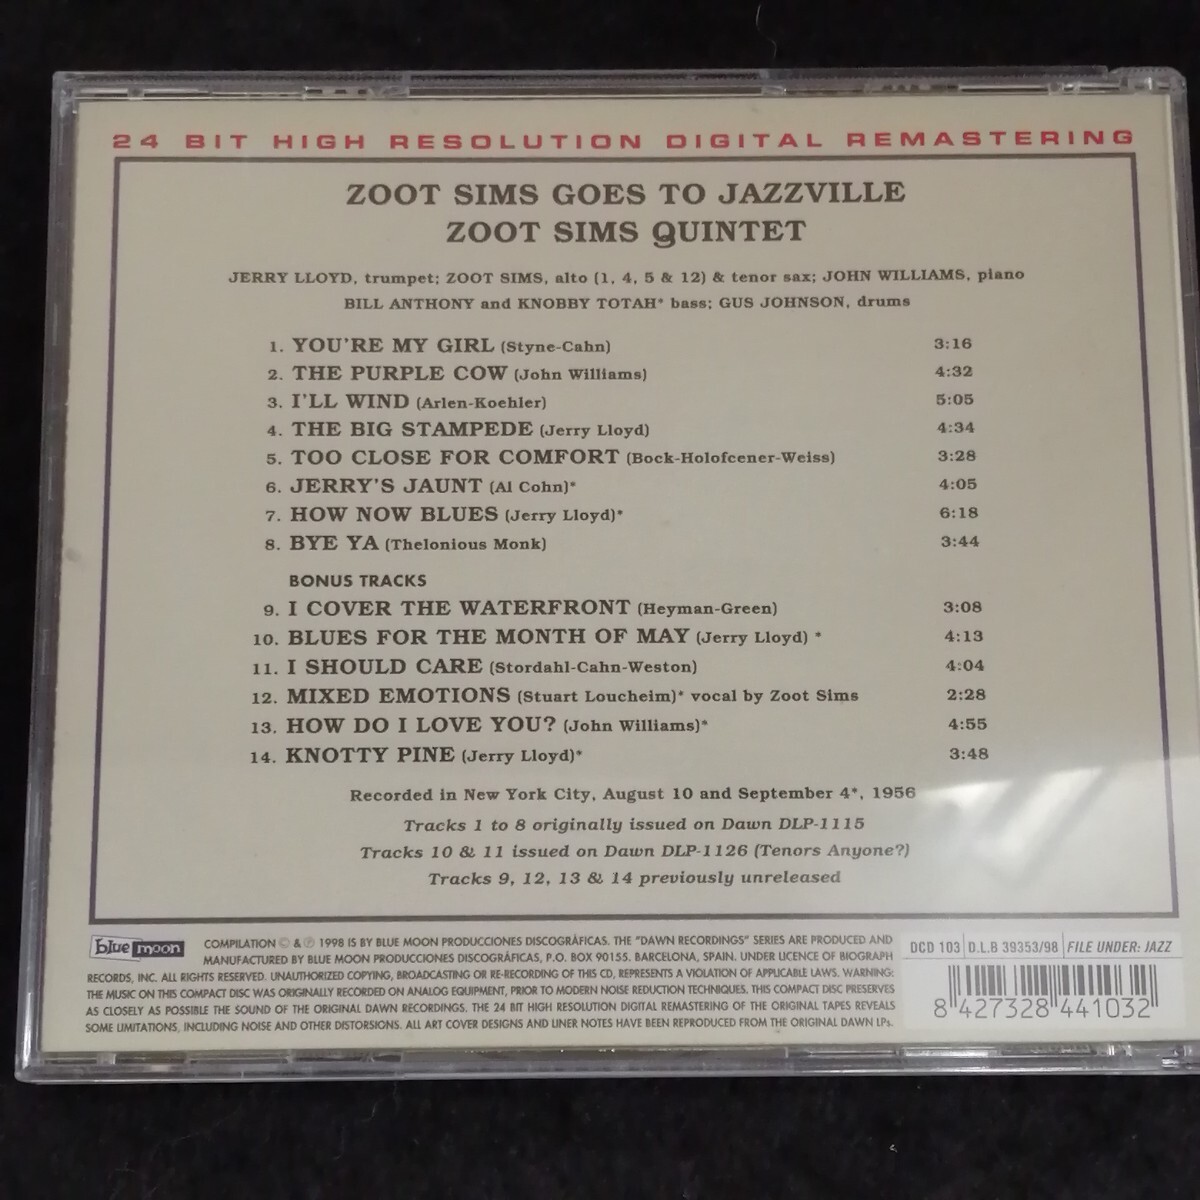 24 BIT HIGH RESOLUTION DIGITAL REMASTERING
ZOOT SIMS GOES TO JAZZVILLE
ZOOT SIMS QUINTET
JERRY LLOYD, trumpet; ZOOT SIMS, alto (1, 4, 5 & 12) & tenor sax; JOHN WILLIAMS, piano
BILL ANTHONY and KNOBBY TOTAH* bass; GUS JOHNSON, drums
1. YOU'RE MY GIRL (Styne-Cahn) 3:16
2. THE PURPLE COW (John Williams) 4:32
3. I'LL WIND (Arlen-Koehler) 5:05
4. THE BIG STAMPEDE (Jerry Lloyd) 4:34
5. TOO CLOSE FOR COMFORT (Bock-Holofcener-Weiss) 3:28
6. JERRY'S JAUNT (Al Cohn)* 4:05
7. HOW NOW BLUES (Jerry Lloyd)* 6:18
8. BYE YA (Thelonious Monk) 3:44
BONUS TRACKS
9. I COVER THE WATERFRONT (Heyman-Green) 3:08
10. BLUES FOR THE MONTH OF MAY (Jerry Lloyd) * 4:13
11. I SHOULD CARE (Stordahl-Cahn-Weston) 4:04
12. MIXED EMOTIONS (Stuart Loucheim)* vocal by Zoot Sims 2:28
13. HOW DO I LOVE YOU? (John Williams)* 4:55
14. KNOTTY PINE (Jerry Lloyd)* 3:48
Recorded in New York City, August 10 and September 4*, 1956
Tracks 1 to 8 originally issued on Dawn DLP-1115
Tracks 10 & 11 issued on Dawn DLP-1126 (Tenors Anyone?)
Tracks 9, 12, 13 & 14 previously unreleased
blue moon
COMPILATION © & ℗ 1998 IS BY BLUE MOON PRODUCCIONES DISCOGRÁFICAS. THE "DAWN RECORDINGS" SERIES ARE PRODUCED AND
MANUFACTURED BY BLUE MOON PRODUCCIONES DISCOGRÁFICAS, P.O. BOX 90155. BARCELONA, SPAIN. UNDER LICENCE OF BIOGRAPH
RECORDS, INC. ALL RIGHTS RESERVED. UNAUTHORIZED COPYING, BROADCASTING OR RE-RECORDING OF THIS CD, REPRESENTS A VIOLATION OF APPLICABLE LAWS. WARNING:
THE MUSIC ON THIS COMPACT DISC WAS ORIGINALLY RECORDED ON ANALOG EQUIPMENT, PRIOR TO MODERN NOISE REDUCTION TECHNIQUES. THIS COMPACT DISC PRESERVES
AS CLOSELY AS POSSIBLE THE SOUND OF THE ORIGINAL DAWN RECORDINGS. THE 24 BIT HIGH RESOLUTION DIGITAL REMASTERING OF THE ORIGINAL TAPES REVEALS
SOME LIMITATIONS, INCLUDING NOISE AND OTHER DISTORSIONS. ALL ART COVER DESIGNS AND LINER NOTES HAVE BEEN REPRODUCED FROM THE ORIGINAL DAWN LPs.
DCD 103 D.L.B 39353/98 FILE UNDER: JAZZ
8 427328 441032